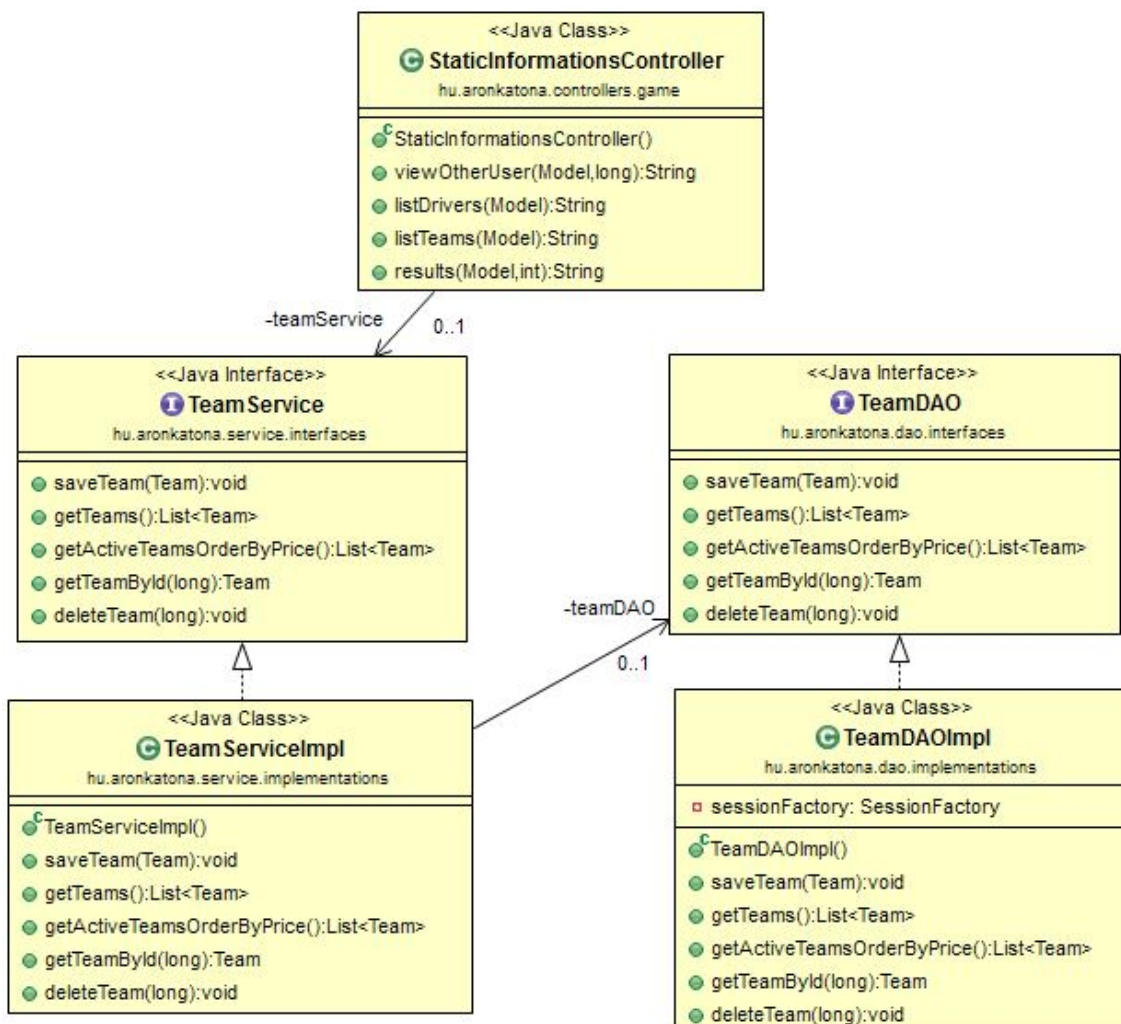 <<Java Class>>
StaticInformationsController
hu.aronkatona.controllers.game
StaticInformationsController()
viewOtherUser(Model,long):String
listDrivers(Model):String
listTeams(Model):String
results(Model,int):String
-teamService
0..1
<<Java Interface>>
TeamService
hu.aronkatona.service.interfaces
saveTeam(Team):void
getTeams():List<Team>
getActiveTeamsOrderByPrice():List<Team>
getTeamById(long):Team
deleteTeam(long):void
<<Java Interface>>
TeamDAO
hu.aronkatona.dao.interfaces
saveTeam(Team):void
getTeams():List<Team>
getActiveTeamsOrderByPrice():List<Team>
getTeamById(long):Team
deleteTeam(long):void
-teamDAO
0..1
<<Java Class>>
TeamServiceImpl
hu.aronkatona.service.implementations
TeamServiceImpl()
saveTeam(Team):void
getTeams():List<Team>
getActiveTeamsOrderByPrice():List<Team>
getTeamById(long):Team
deleteTeam(long):void
<<Java Class>>
TeamDAOImpl
hu.aronkatona.dao.implementations
sessionFactory: SessionFactory
TeamDAOImpl()
saveTeam(Team):void
getTeams():List<Team>
getActiveTeamsOrderByPrice():List<Team>
getTeamById(long):Team
deleteTeam(long):void